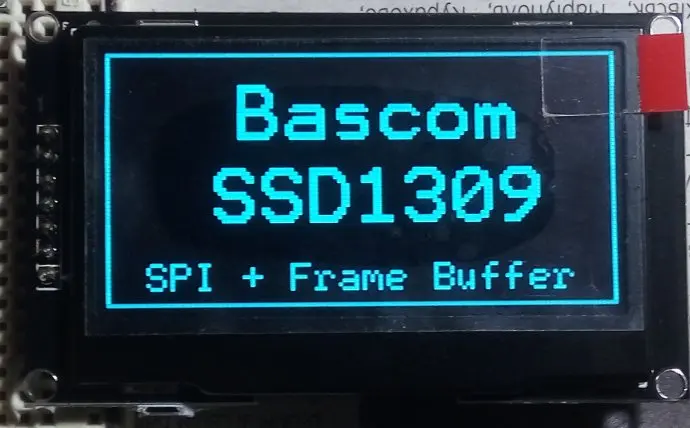 Bascom
SSD1309
SPI + Frame Buffer